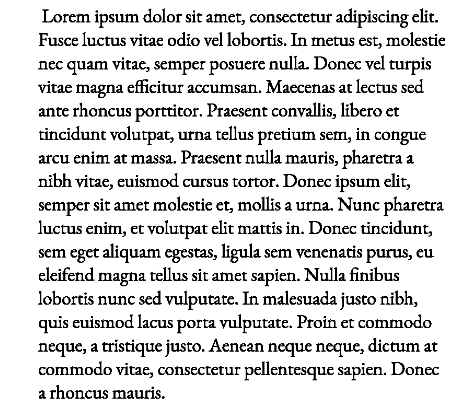 Lorem ipsum dolor sit amet, consectetur adipiscing elit.
Fusce luctus vitae odio vel lobortis. In metus est, molestie
nec quam vitae, semper posuere nulla. Donec vel turpis
vitae magna efficitur accumsan. Maecenas at lectus sed
ante rhoncus porttitor. Praesent convallis, libero et
tincidunt volutpat, urna tellus pretium sem, in congue
arcu enim at massa. Praesent nulla mauris, pharetra a
nibh vitae, euismod cursus tortor. Donec ipsum elit,
semper sit amet molestie et, mollis a urna. Nunc pharetra
luctus enim, et volutpat elit mattis in. Donec tincidunt,
sem eget aliquam egestas, ligula sem venenatis purus, eu
eleifend magna tellus sit amet sapien. Nulla finibus
lobortis nunc sed vulputate. In malesuada justo nibh,
quis euismod lacus porta vulputate. Proin et commodo
neque, a tristique justo. Aenean neque neque, dictum at
commodo vitae, consectetur pellentesque sapien. Donec
a rhoncus mauris.